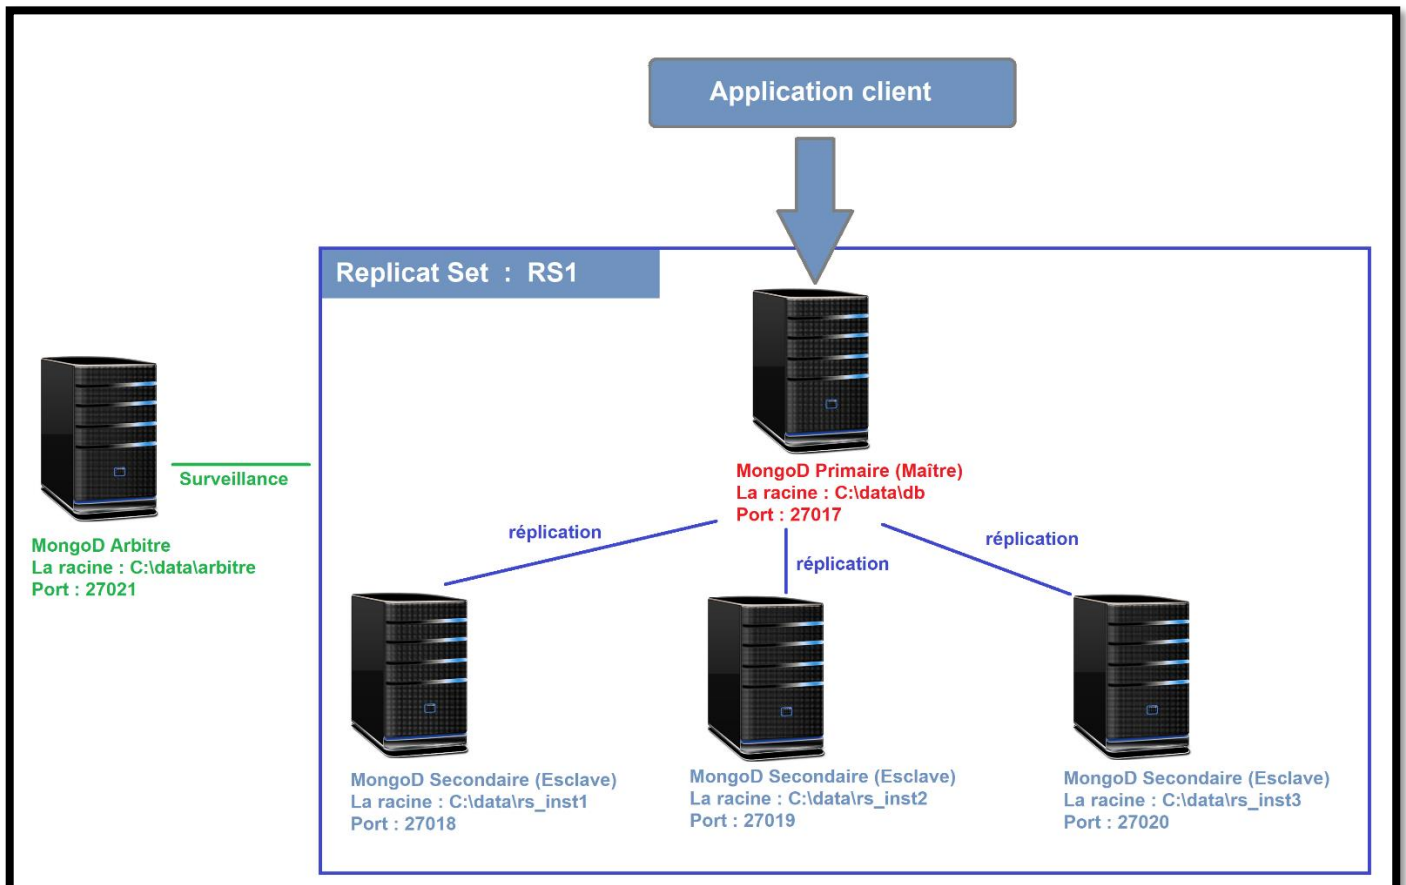 Application client
Replicat Set : RS1
MongoD Primaire (Maître)
La racine : C:\data\db
Port : 27017
Surveillance
MongoD Arbitre
La racine : C:\data\arbitre
Port : 27021
réplication
réplication
réplication
MongoD Secondaire (Esclave)
La racine : C:\data\rs_inst1
Port : 27018
MongoD Secondaire (Esclave)
La racine : C:\data\rs_inst2
Port : 27019
MongoD Secondaire (Esclave)
La racine : C:\data\rs_inst3
Port : 27020